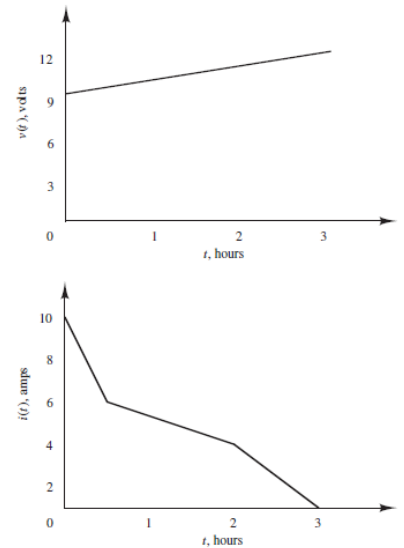 12
9
6
3
v(t), volts
0 1 2 3
t, hours
10
8
6
4
2
i(t), amps
0 1 2 3
t, hours